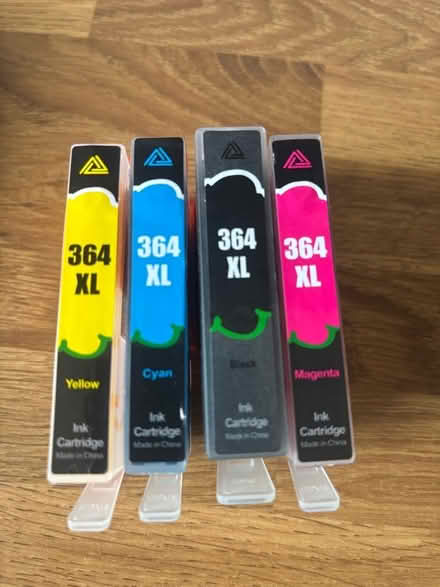 364
XL
Yellow
Ink
Cartridge
Made in China
364
XL
Cyan
Ink
Cartridge
Made in China
364
XL
Black
Ink
Cartridge
Made in China
364
XL
Magenta
Ink
Cartridge
Made in China